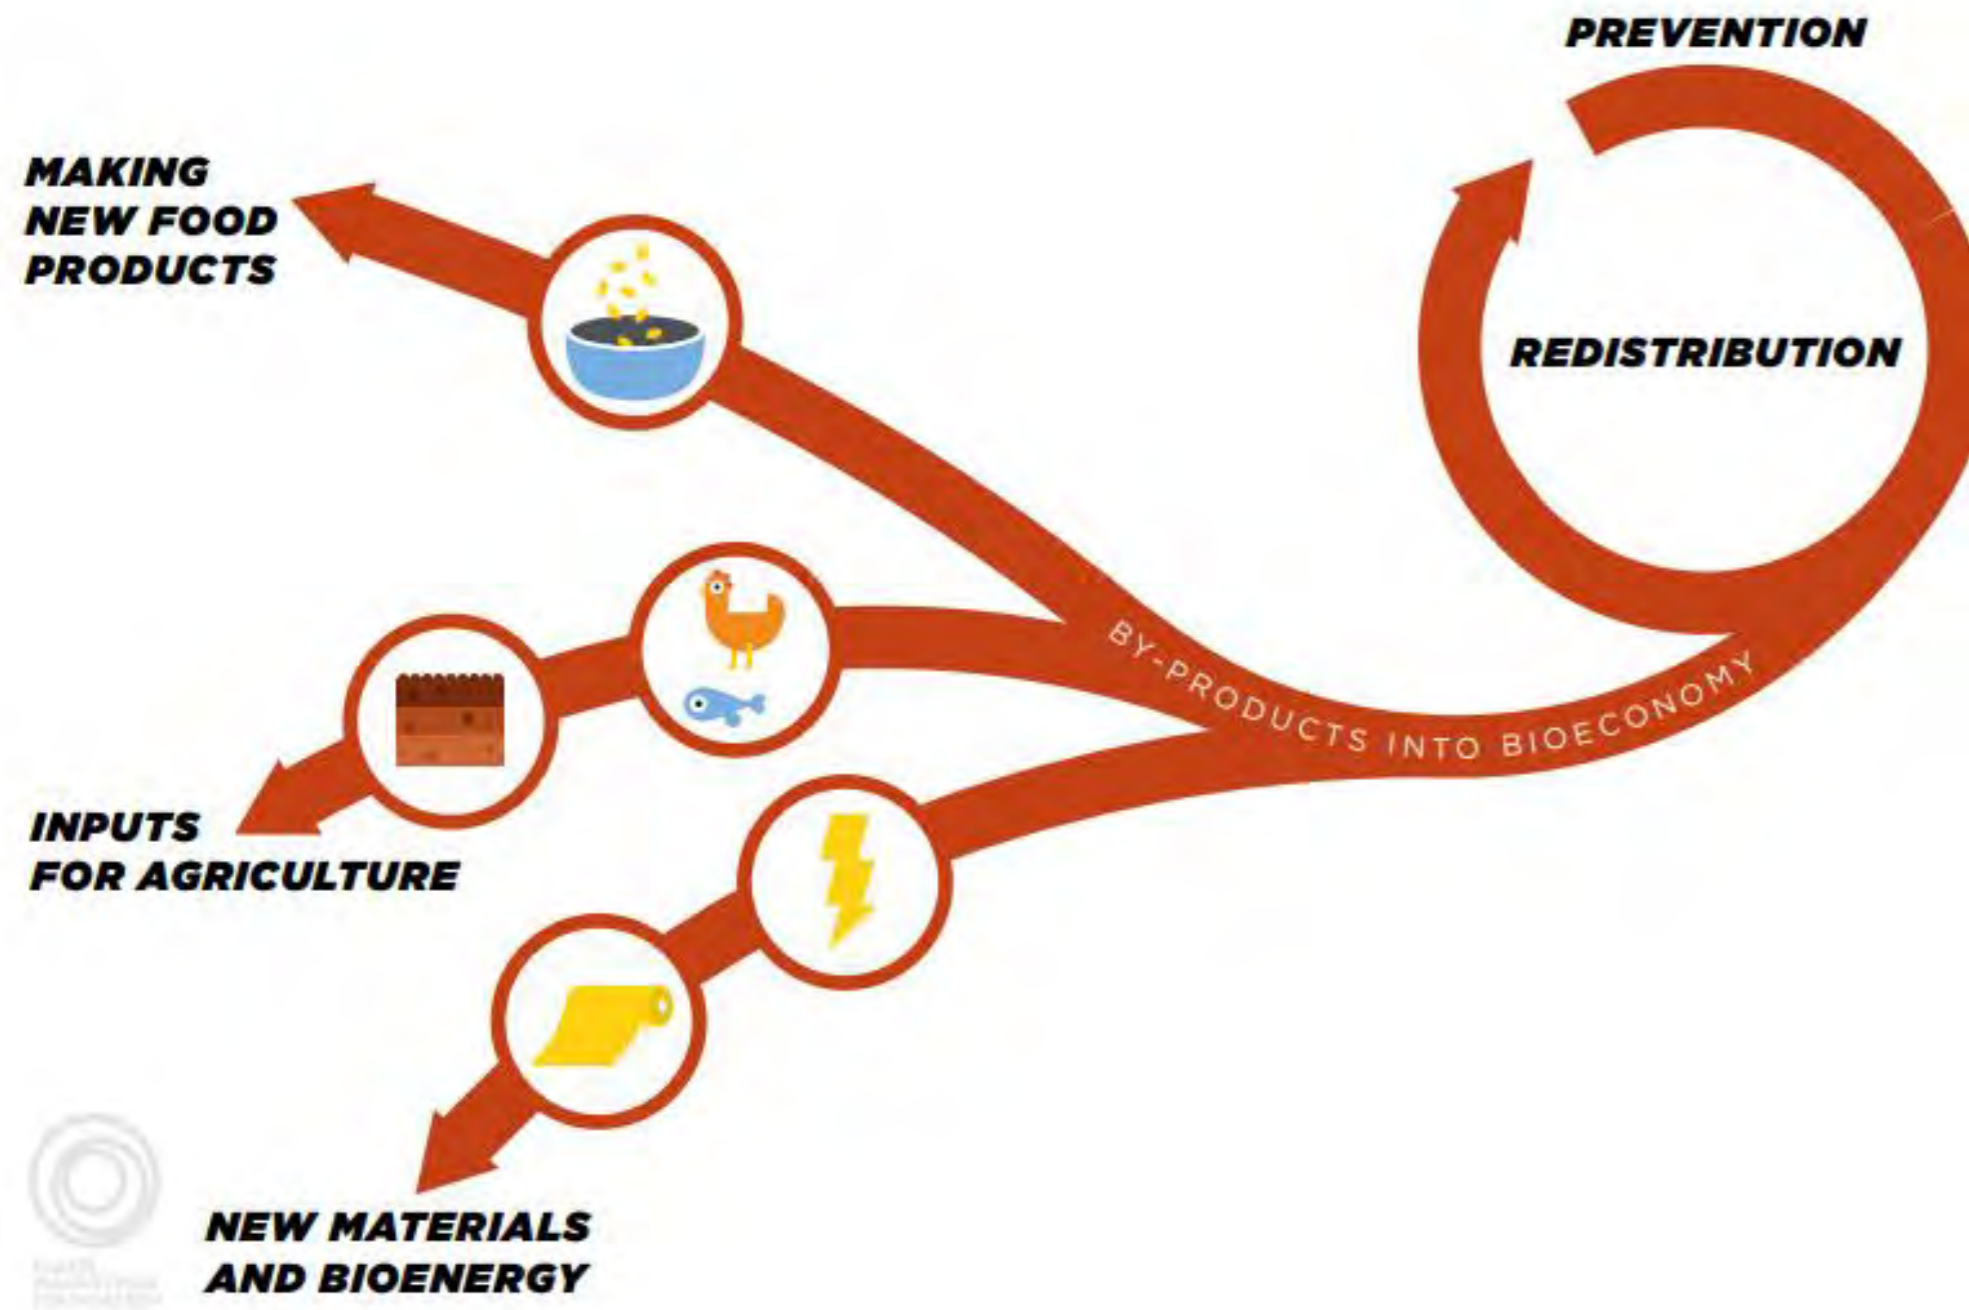 PREVENTION
MAKING
NEW FOOD
PRODUCTS
REDISTRIBUTION
BY-PRODUCTS INTO BIOECONOMY
INPUTS
FOR AGRICULTURE
NEW MATERIALS
AND BIOENERGY